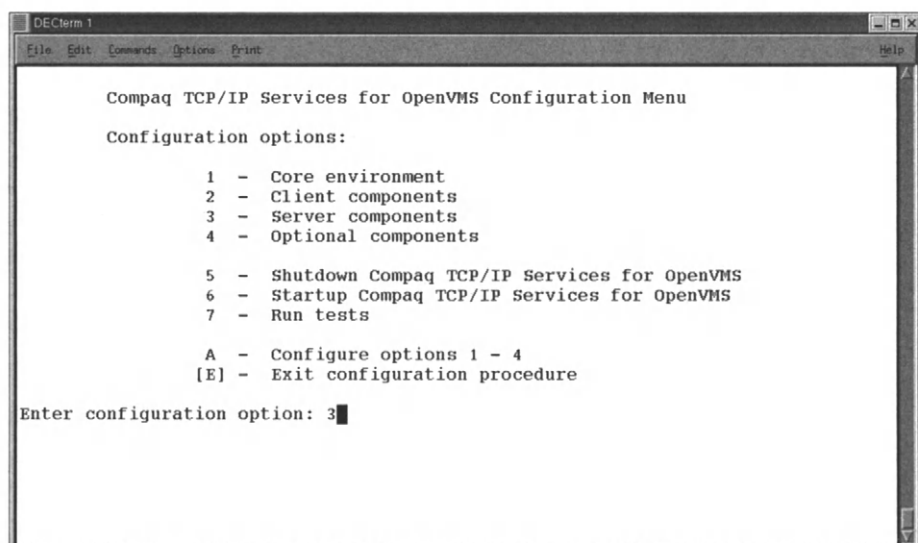 DECterm 1
File Edit Commands Options Print Help
Compaq TCP/IP Services for OpenVMS Configuration Menu
Configuration options:
1 - Core environment
2 - Client components
3 - Server components
4 - Optional components
5 - Shutdown Compaq TCP/IP Services for OpenVMS
6 - Startup Compaq TCP/IP Services for OpenVMS
7 - Run tests
A - Configure options 1 - 4
[E] - Exit configuration procedure
Enter configuration option: 3